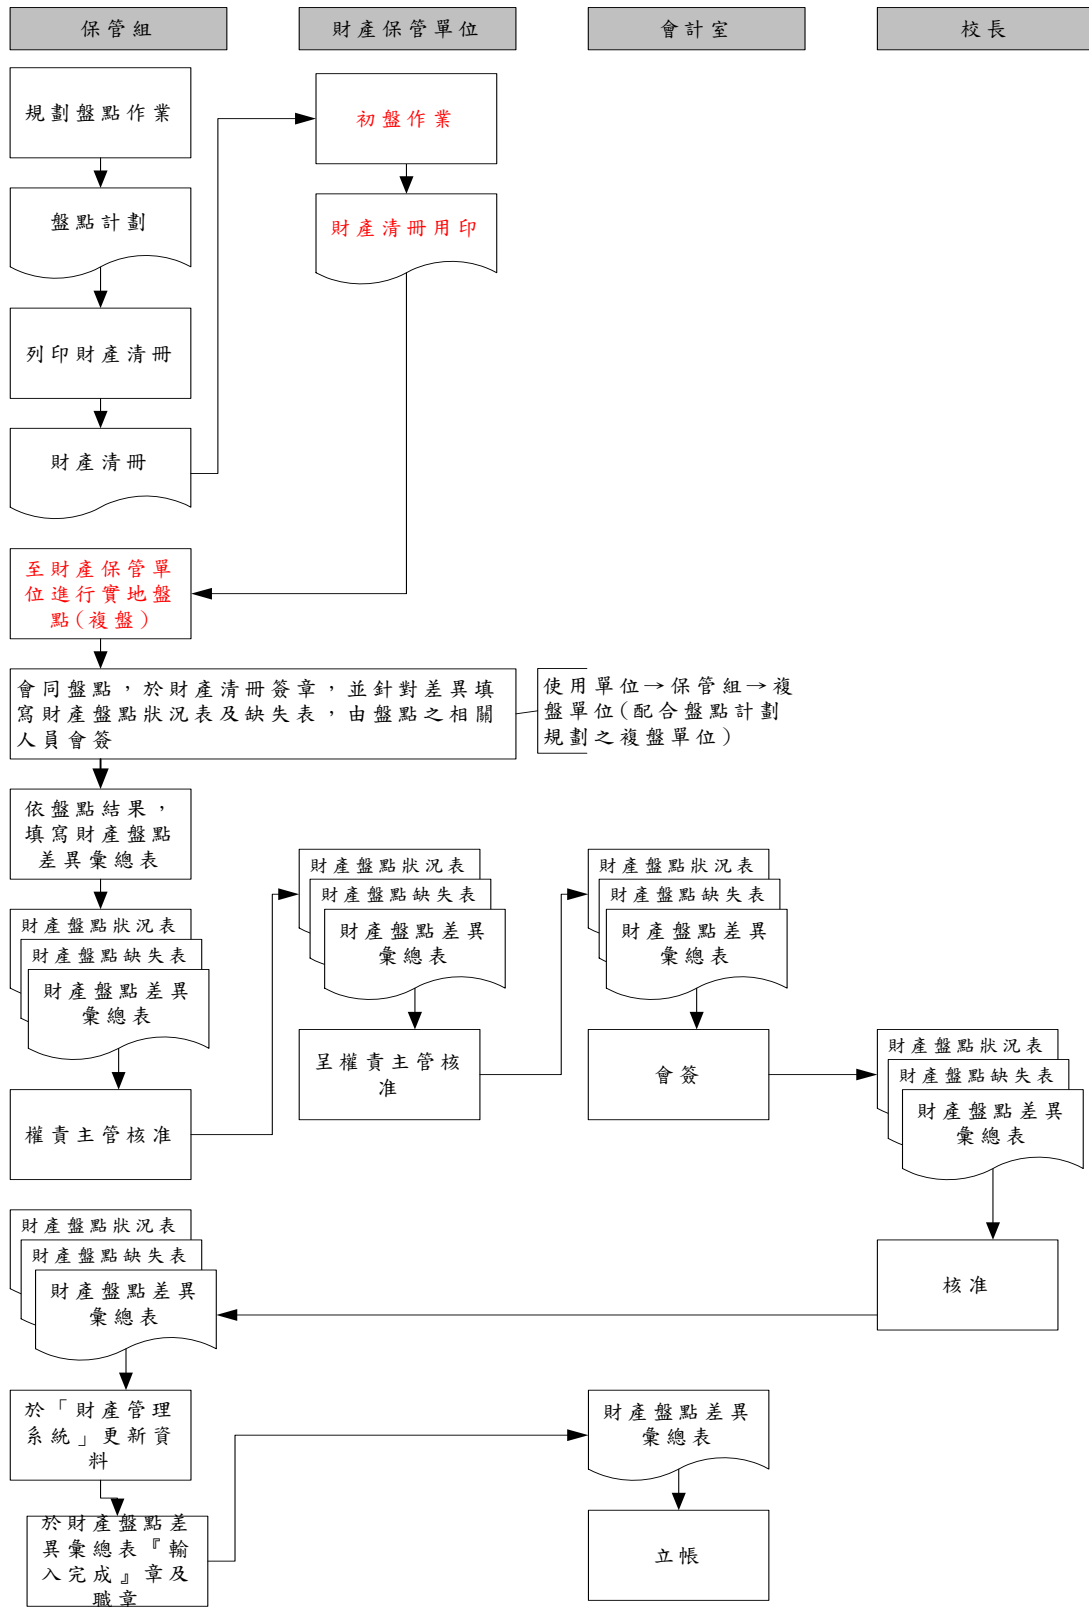 保管組
財產保管單位
會計室
校長
規劃盤點作業
初盤作業
盤點計劃
財產清冊用印
列印財產清冊
財產清冊
至財產保管單
位進行實地盤
點(複盤)
會同盤點，於財產清冊簽章，並針對差異填
寫財產盤點狀況表及缺失表，由盤點之相關
人員會簽
使用單位→保管組→複
盤單位(配合盤點計劃
規劃之複盤單位)
依盤點結果，
填寫財產盤點
差異彙總表
財產盤點狀況表
財產盤點缺失表
財產盤點差異
彙總表
財產盤點狀況表
財產盤點缺失表
財產盤點差異
彙總表
財產盤點狀況表
財產盤點缺失表
財產盤點差異
彙總表
權責主管核准
呈權責主管核
准
會簽
財產盤點狀況表
財產盤點缺失表
財產盤點差異
彙總表
核准
財產盤點狀況表
財產盤點缺失表
財產盤點差異
彙總表
於「財產管理
系統」更新資
料
財產盤點差異
彙總表
於財產盤點差
異彙總表『輸
入完成』章及
職章
立帳